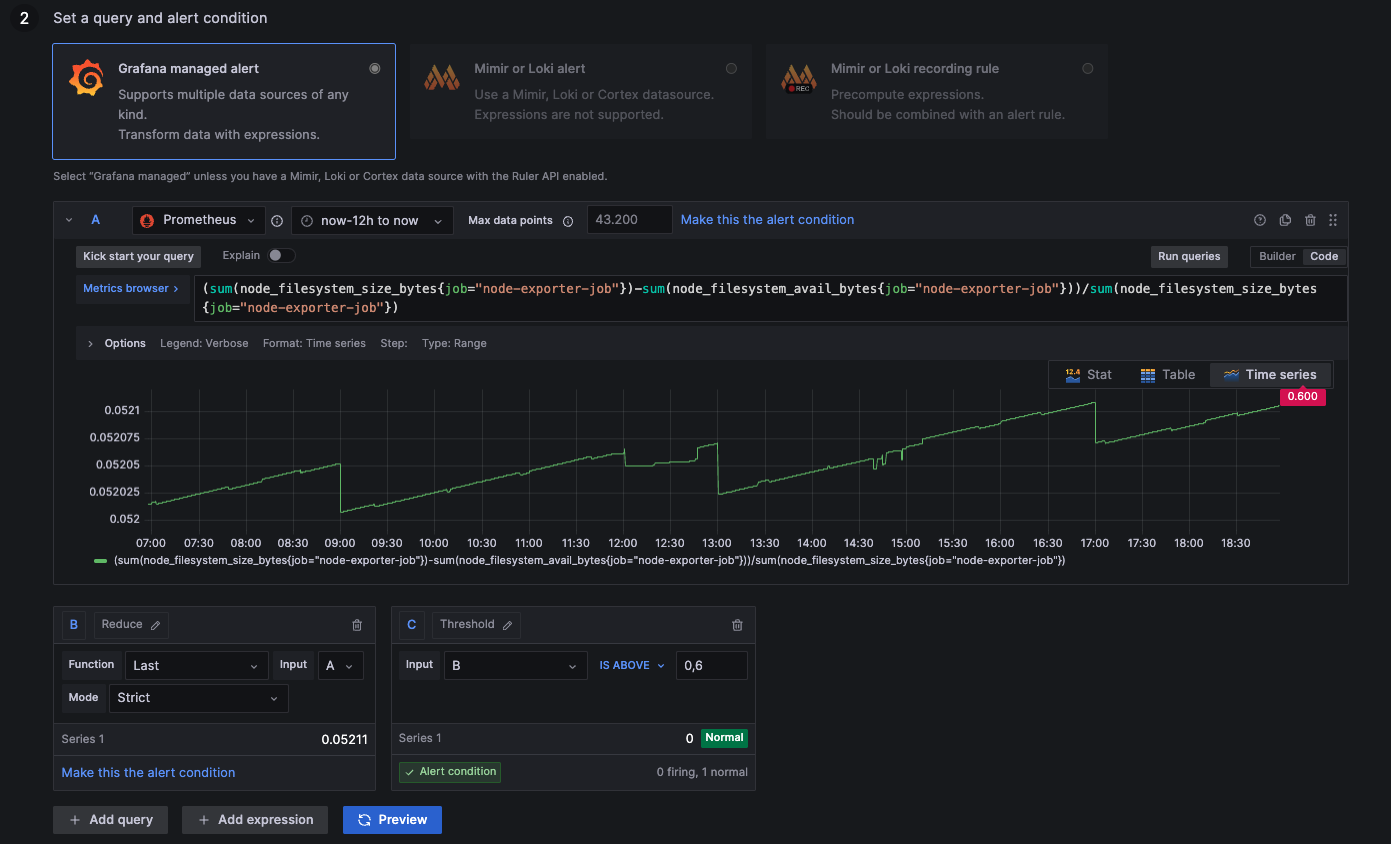 2 Set a query and alert condition
Grafana managed alert
Supports multiple data sources of any
kind.
Transform data with expressions.
Mimir or Loki alert
Use a Mimir, Loki or Cortex datasource.
Expressions are not supported.
REC
Mimir or Loki recording rule
Precompute expressions.
Should be combined with an alert rule.
Select “Grafana managed” unless you have a Mimir, Loki or Cortex data source with the Ruler API enabled.
A Prometheus now-12h to now Max data points 43.200 Make this the alert condition
Kick start your query Explain Run queries Builder Code
Metrics browser >
(sum(node_filesystem_size_bytes{job="node-exporter-job"})-sum(node_filesystem_avail_bytes{job="node-exporter-job"}))/sum(node_filesystem_size_bytes
{job="node-exporter-job"})
> Options Legend: Verbose Format: Time series Step: Type: Range
12.4 Stat Table Time series
0.600
0.0521
0.052075
0.05205
0.052025
0.052
07:00 07:30 08:00 08:30 09:00 09:30 10:00 10:30 11:00 11:30 12:00 12:30 13:00 13:30 14:00 14:30 15:00 15:30 16:00 16:30 17:00 17:30 18:00 18:30
(sum(node_filesystem_size_bytes{job="node-exporter-job"})-sum(node_filesystem_avail_bytes{job="node-exporter-job"}))/sum(node_filesystem_size_bytes{job="node-exporter-job"})
B Reduce
Function Last Input A
Mode Strict
Series 1 0.05211
Make this the alert condition
C Threshold
Input B IS ABOVE 0,6
Series 1 0 Normal
Alert condition 0 firing, 1 normal
+ Add query + Add expression Preview